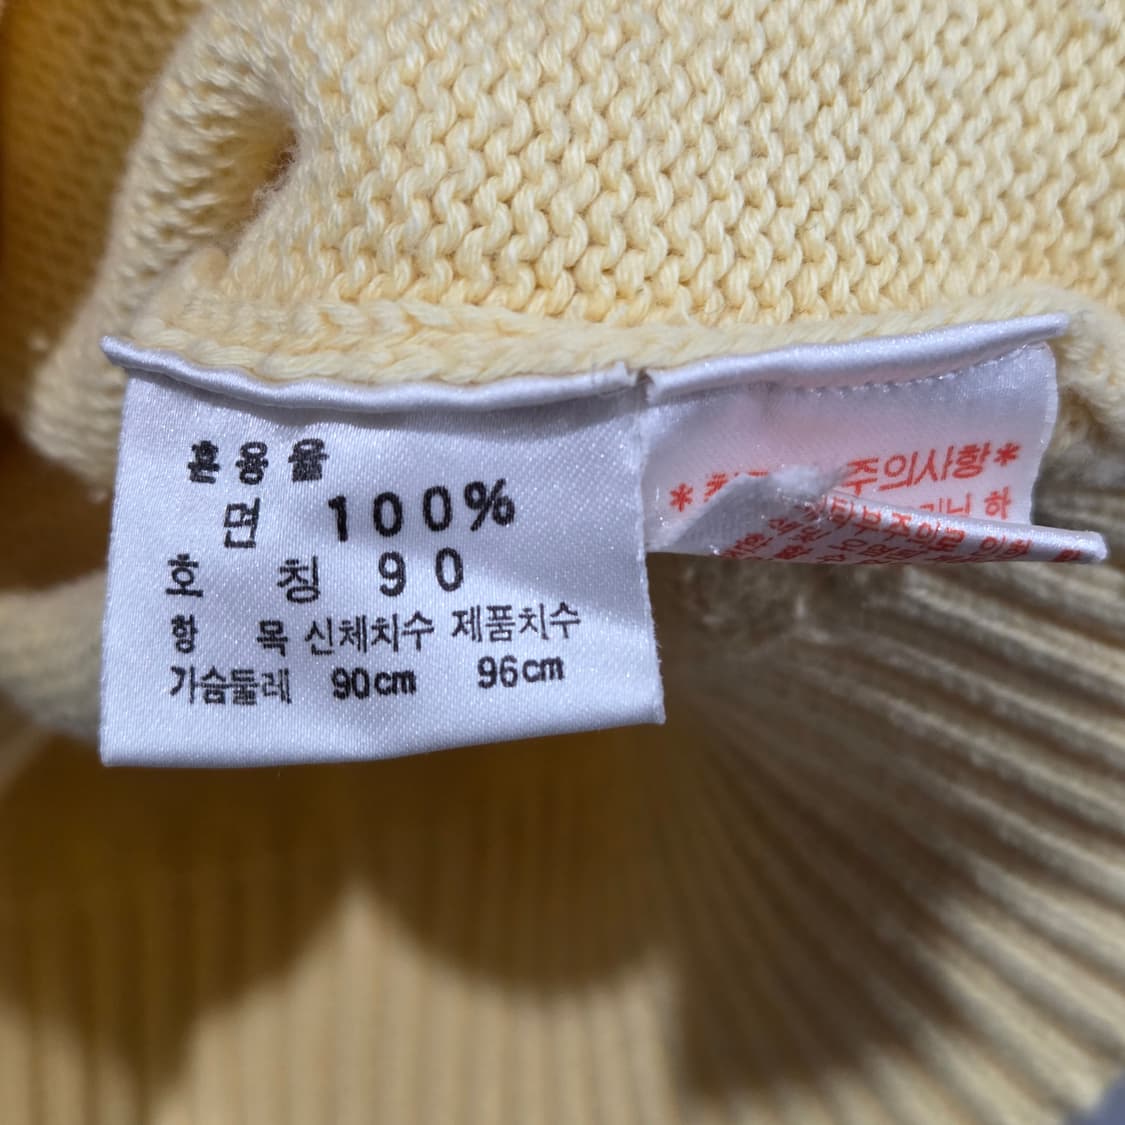 혼용율
면 100%
호 칭 90
항 목 신체치수 제품치수
가슴둘레 90cm 96cm
* 주의사항*